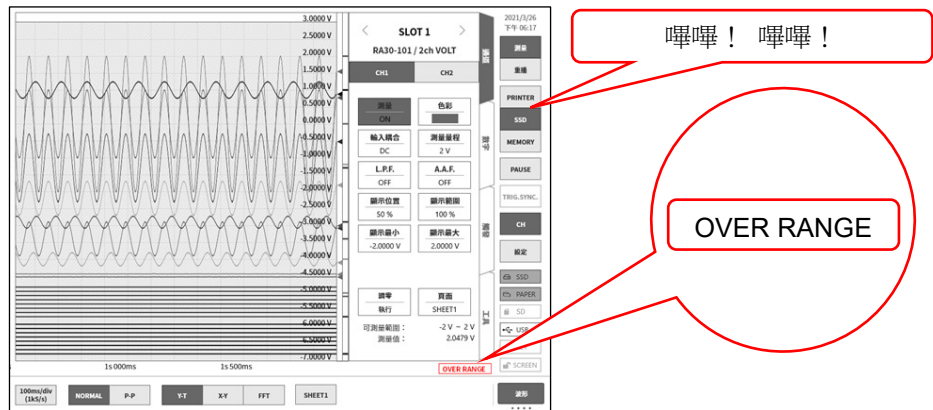 3.0000 V
2.5000 V
2.0000 V
1.5000 V
1.0000 V
0.5000 V
0.0000 V
-0.5000 V
-1.0000 V
-1.5000 V
-2.0000 V
-2.5000 V
-3.0000 V
-3.5000 V
-4.0000 V
-4.5000 V
-5.0000 V
-5.5000 V
-6.0000 V
-6.5000 V
-7.0000 V
1s000ms
1s500ms
SLOT 1
RA30-101 / 2ch VOLT
CH1 CH2
測量 色彩
ON
輸入耦合 測量量程
DC 2 V
L.P.F. A.A.F.
OFF OFF
顯示位置 顯示範圍
50 % 100 %
顯示最小 顯示最大
-2.0000 V 2.0000 V
調零 頁面
執行 SHEET1
可測量範圍: -2 V ~ 2 V
測量值: 2.0479 V
OVER RANGE
數字
工具
2021/3/26
下午 06:17
測量
重播
PRINTER
SSD
MEMORY
PAUSE
TRIG.SYNC.
CH
設定
SSD
PAPER
SD
USB
SCREEN
100ms/div
(1kS/s)
NORMAL P-P Y-T X-Y FFT SHEET1 波形
嗶嗶! 嗶嗶!
OVER RANGE